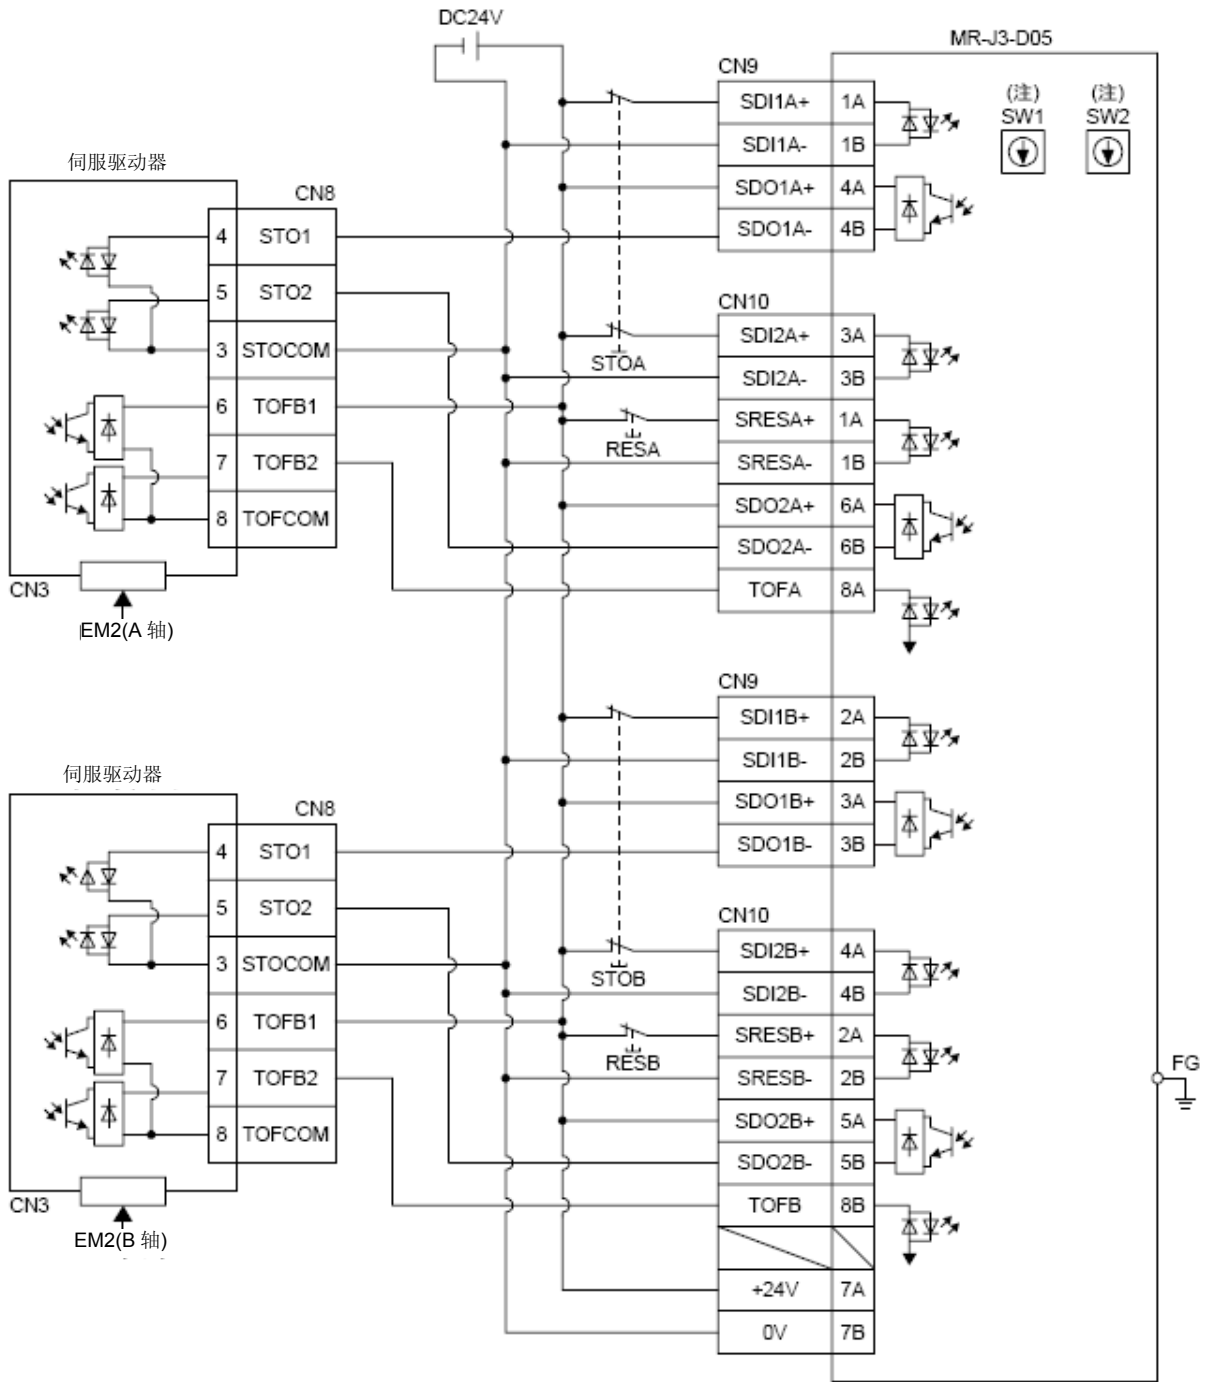 DC24V
MR-J3-D05
CN9
SDI1A+ 1A
SDI1A- 1B
SDO1A+ 4A
SDO1A- 4B
(注)
SW1
(注)
SW2
伺服驱动器
CN8
4 STO1
5 STO2
3 STOCOM
6 TOFB1
7 TOFB2
8 TOFCOM
CN3
EM2(A 轴)
STOA
RESA
CN10
SDI2A+ 3A
SDI2A- 3B
SRESA+ 1A
SRESA- 1B
SDO2A+ 6A
SDO2A- 6B
TOFA 8A
CN9
SDI1B+ 2A
SDI1B- 2B
SDO1B+ 3A
SDO1B- 3B
伺服驱动器
CN8
4 STO1
5 STO2
3 STOCOM
6 TOFB1
7 TOFB2
8 TOFCOM
CN3
EM2(B 轴)
STOB
RESB
CN10
SDI2B+ 4A
SDI2B- 4B
SRESB+ 2A
SRESB- 2B
SDO2B+ 5A
SDO2B- 5B
TOFB 8B
+24V 7A
0V 7B
FG